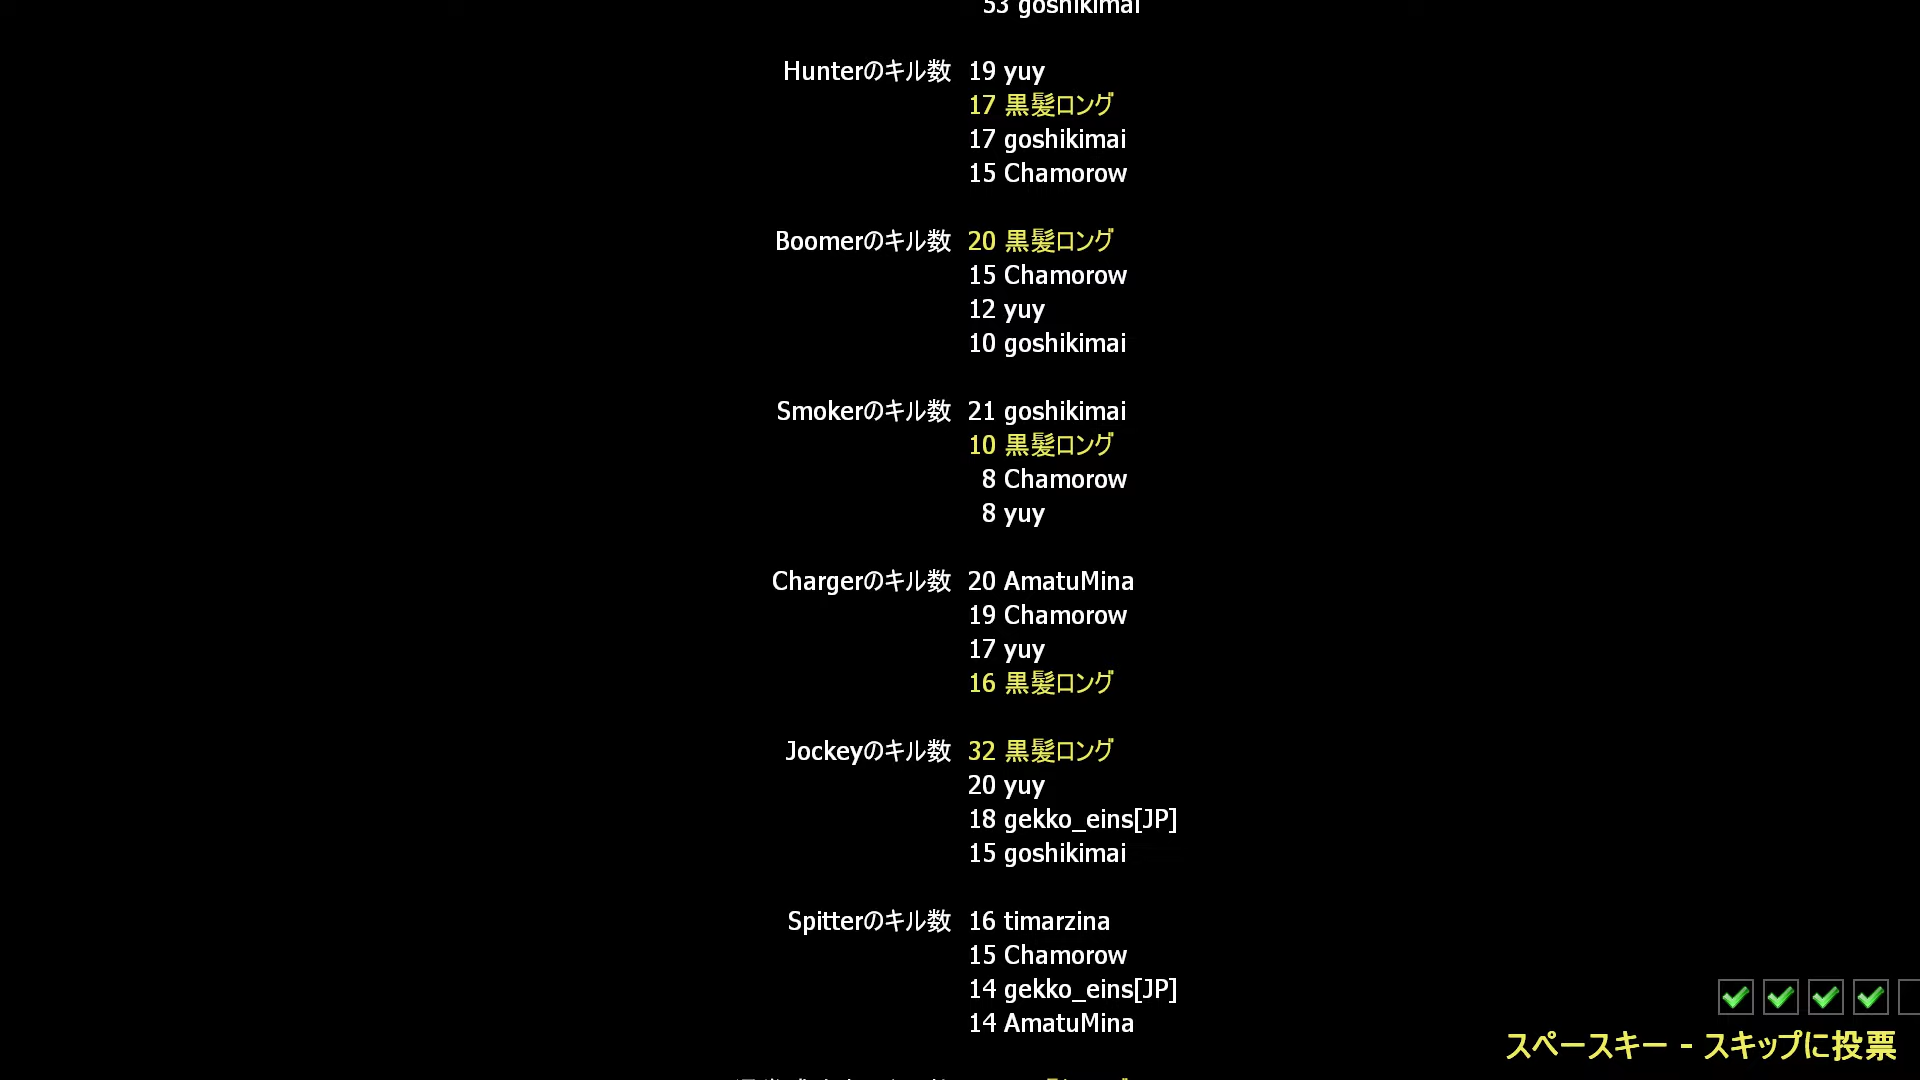 53 goshikimai
Hunterのキル数 19 yuy
17 黒髪ロング
17 goshikimai
15 Chamorow
Boomerのキル数 20 黒髪ロング
15 Chamorow
12 yuy
10 goshikimai
Smokerのキル数 21 goshikimai
10 黒髪ロング
8 Chamorow
8 yuy
Chargerのキル数 20 AmatuMina
19 Chamorow
17 yuy
16 黒髪ロング
Jockeyのキル数 32 黒髪ロング
20 yuy
18 gekko_eins[JP]
15 goshikimai
Spitterのキル数 16 timarzina
15 Chamorow
14 gekko_eins[JP]
14 AmatuMina
スペースキー - スキップに投票